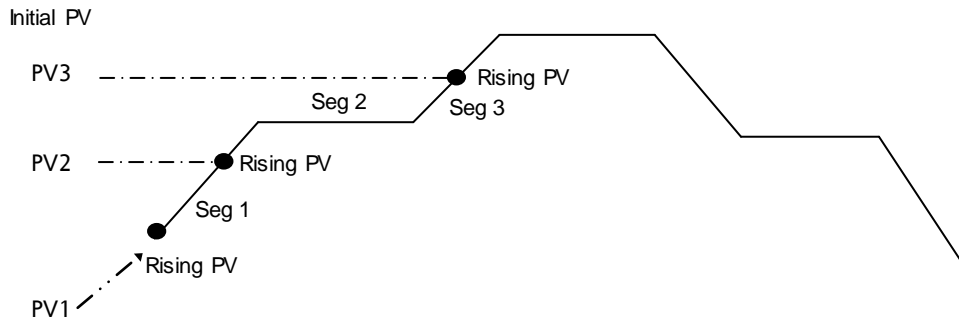 Initial PV
PV3
Rising PV
Seg 2
Seg 3
PV2
Rising PV
Seg 1
Rising PV
PV1